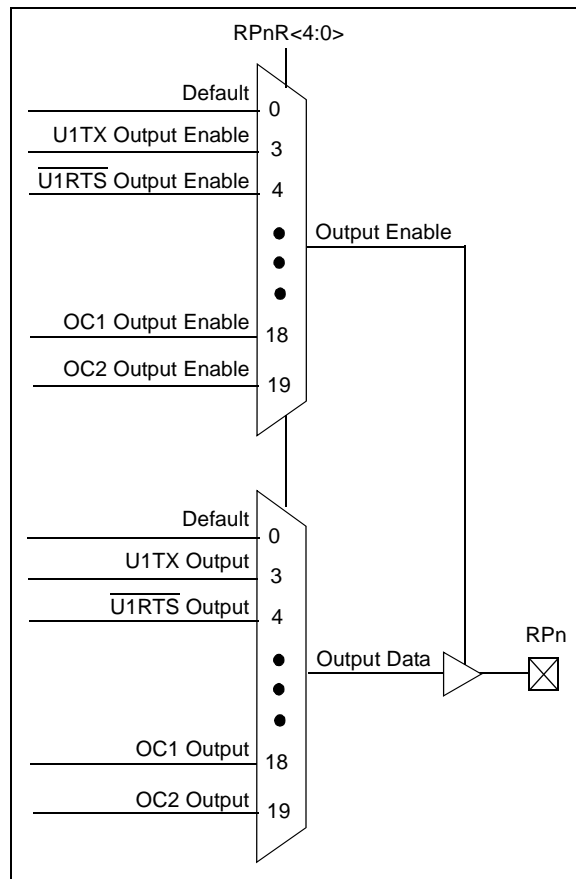 RPnR<4:0>
Default
0
U1TX Output Enable
3
U1RTS Output Enable
4
Output Enable
OC1 Output Enable
18
OC2 Output Enable
19
Default
0
U1TX Output
3
U1RTS Output
4
Output Data
RPn
OC1 Output
18
OC2 Output
19